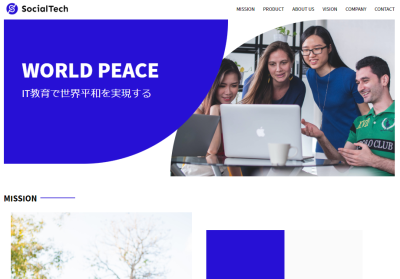 SocialTech
MISSION PRODUCT ABOUT US VISION COMPANY CONTACT
WORLD PEACE
IT教育で世界平和を実現する
MISSION